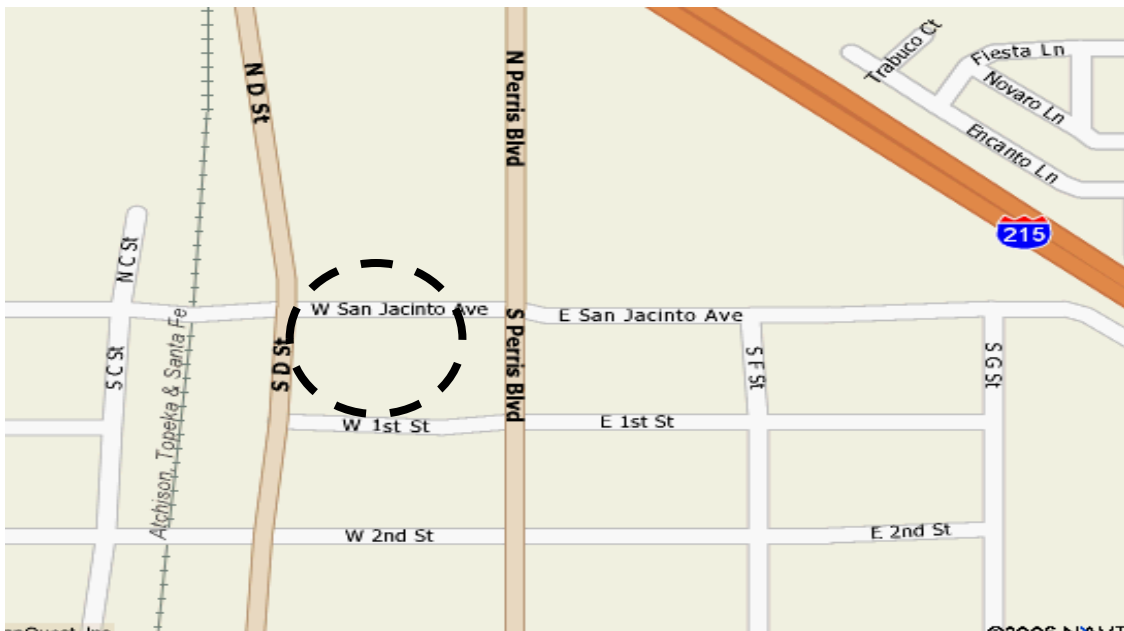 Trabuco Ct
Fiesta Ln
Novaro Ln
Encanto Ln
N D St
N Perris Blvd
215
N C St
W San Jacinto Ave
E San Jacinto Ave
S C St
Atchison, Topeka & Santa Fe
S D St
S Perris Blvd
S F St
S G St
W 1st St
E 1st St
W 2nd St
E 2nd St